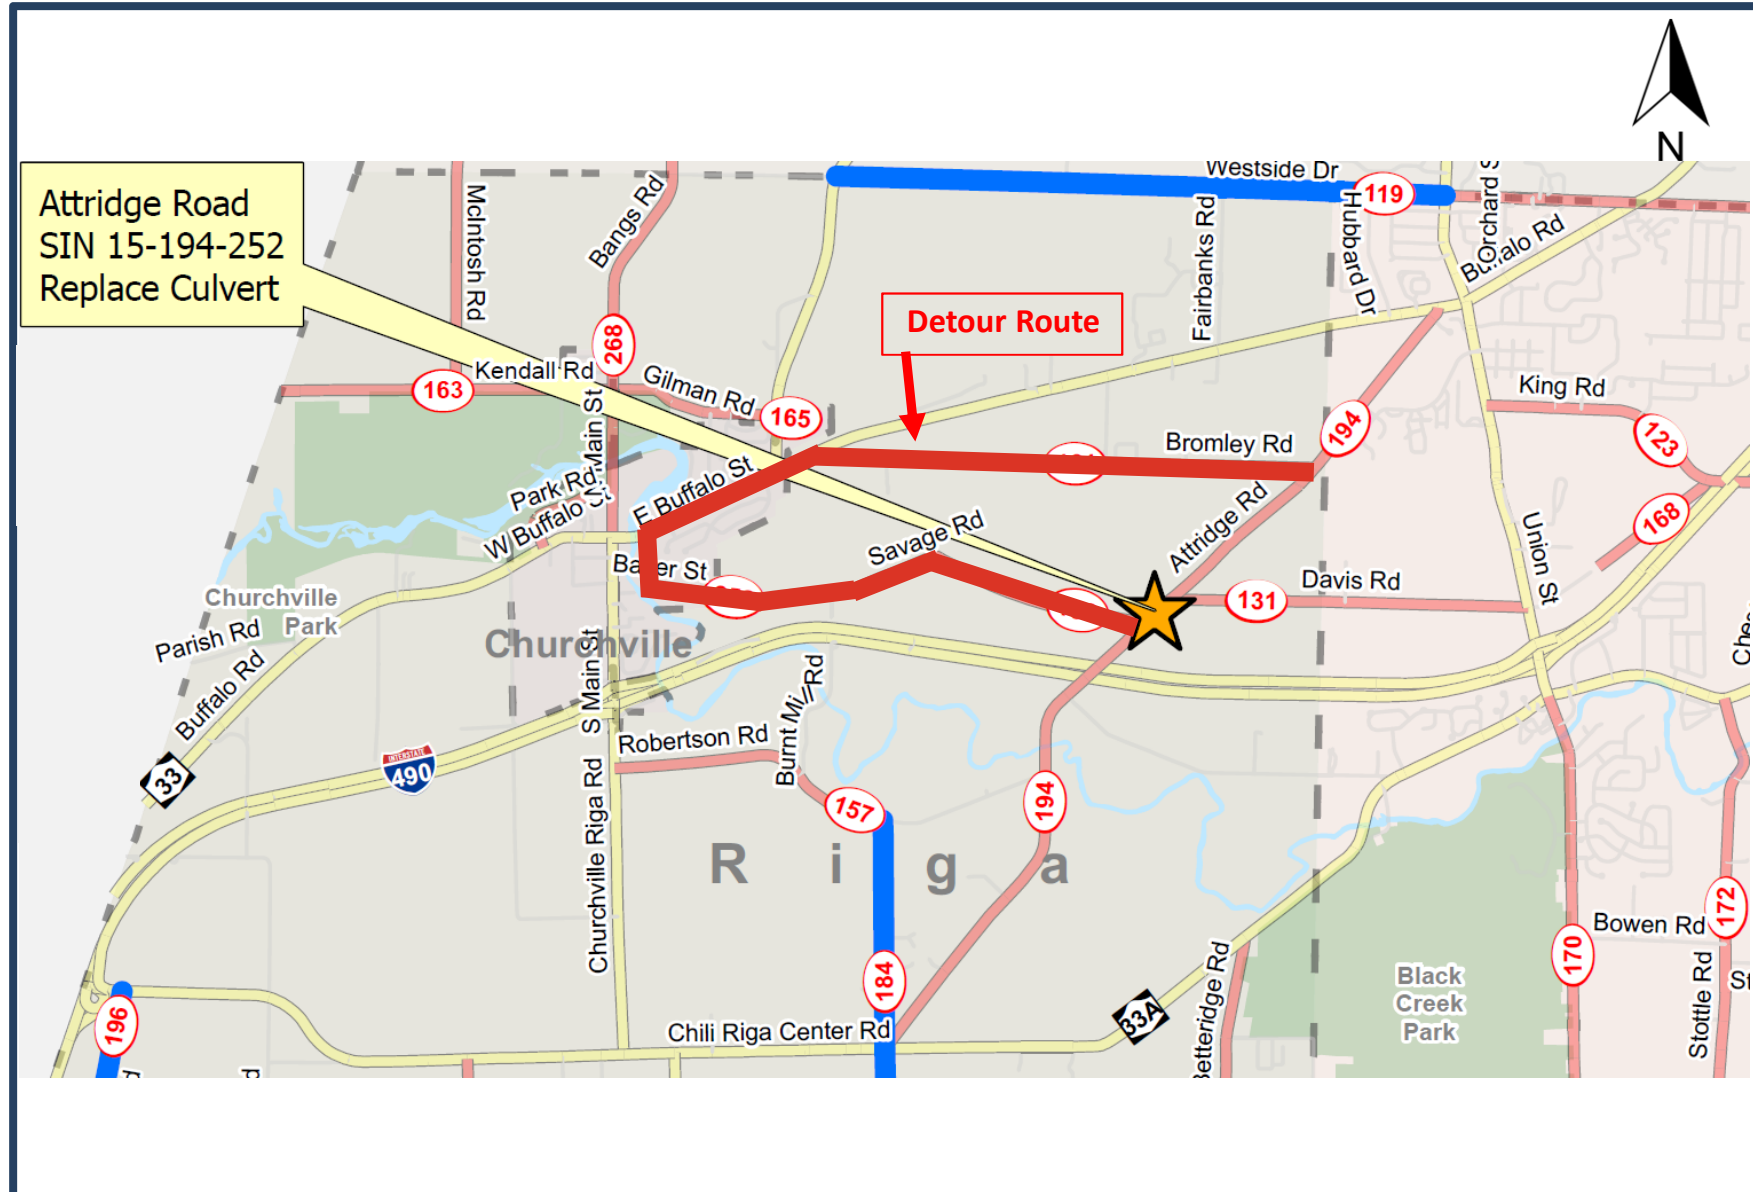 N
Attridge Road
SIN 15-194-252
Replace Culvert
Detour Route
Westside Dr
119
McIntosh Rd
Bangs Rd
Fairbanks Rd
Hubbard Dr
Buffalo Rd
268
Kendall Rd
163
Gilman Rd
165
N Main St
King Rd
123
194
Bromley Rd
168
Park Rd
W Buffalo St
E Buffalo St
Savage Rd
Attridge Rd
Union St
Davis Rd
131
Churchville
Park
Parish Rd
Buffalo Rd
33
Churchville
S Main St
INTERSTATE
490
Robertson Rd
Burnt Mill Rd
157
194
Riga
Churchville Riga Rd
184
196
Chili Riga Center Rd
33A
Betteridge Rd
Black
Creek
Park
170
Bowen Rd
172
Stottle Rd